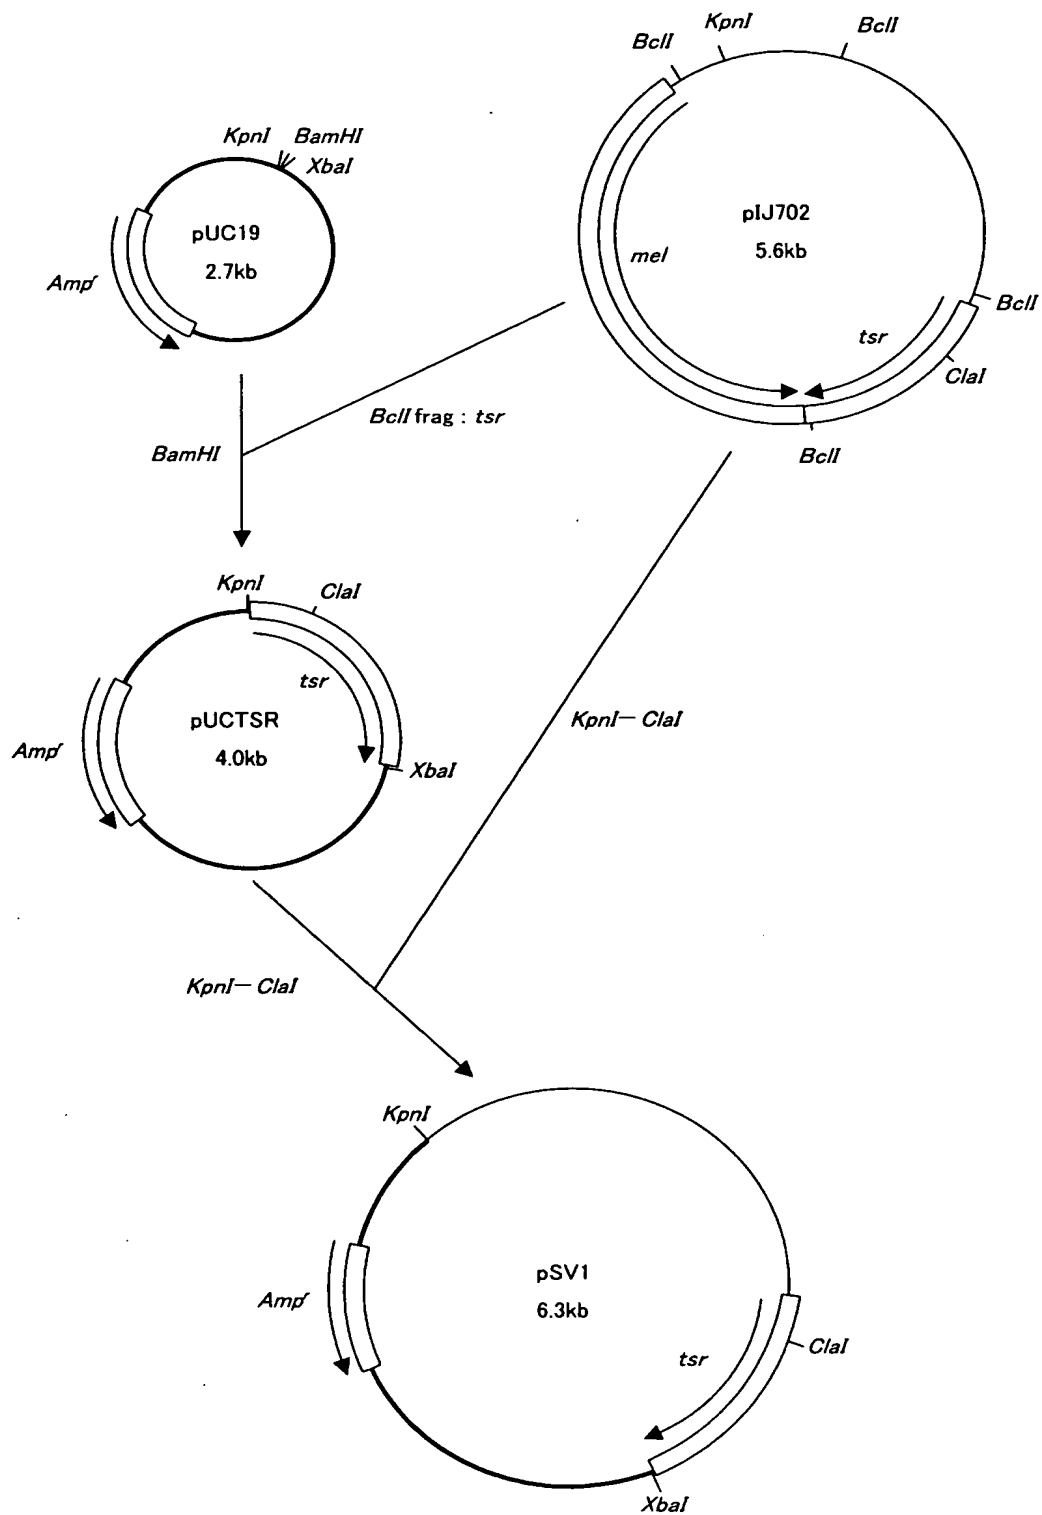 BclI
KpnI
BclI
KpnI
BamHI
XbaI
pUC19
2.7kb
Ampr
pIJ702
5.6kb
mel
tsr
BclI
ClaI
BclI
BclI frag : tsr
BamHI
KpnI
ClaI
tsr
pUCTSR
4.0kb
Ampr
XbaI
KpnI— ClaI
KpnI— ClaI
KpnI
pSV1
6.3kb
Ampr
tsr
ClaI
XbaI